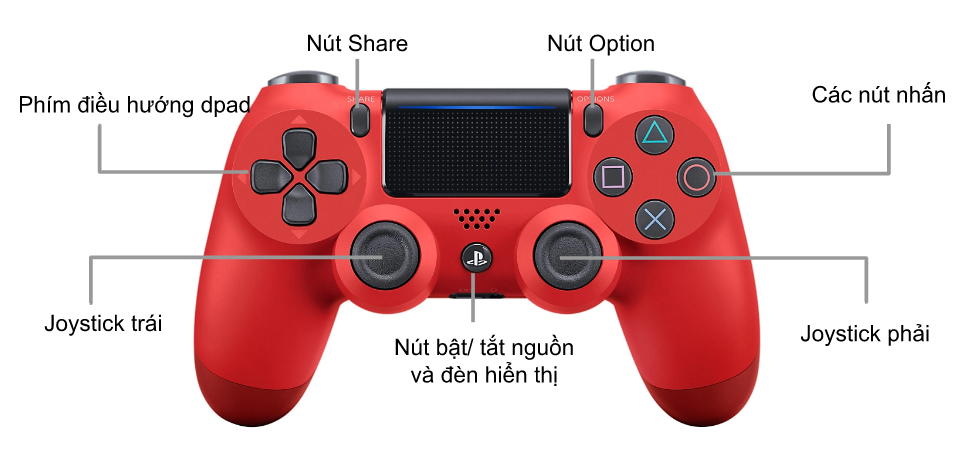 Nút Share
Nút Option
SHARE
OPTIONS
Phím điều hướng dpad
Các nút nhấn
Joystick trái
Joystick phải
Nút bật/ tắt nguồn
và đèn hiển thị